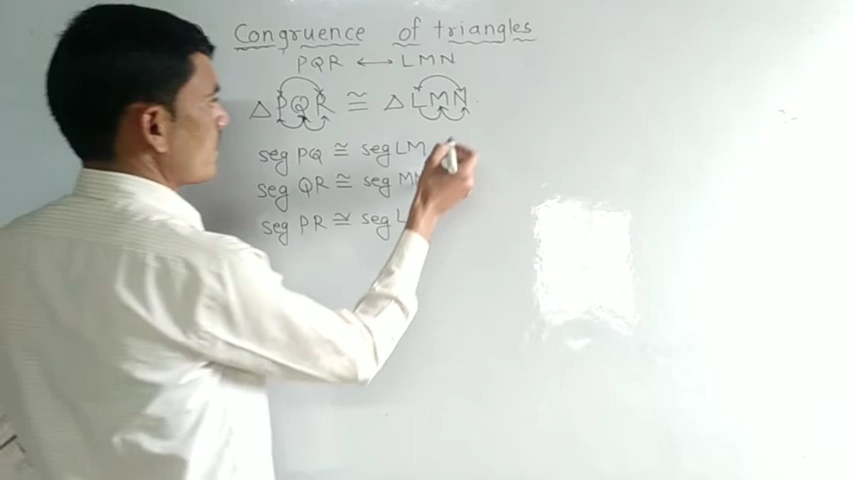 Congruence of triangles
PQR ↔ LMN
△PQR ≅ △LMN
seg PQ ≅ seg LM
seg QR ≅ seg
seg PR ≅ seg